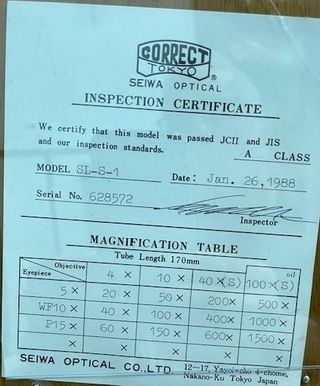 CORRECT
TOKYO ®
SEIWA OPTICAL
INSPECTION CERTIFICATE
We certify that this model was passed JCII and JIS
and our inspection standards.
A CLASS
MODEL SL-S-1 Date: Jan. 26, 1988
Serial No. 628572
Inspector
MAGNIFICATION TABLE
Tube Length 170mm
Objective Eyepiece 4 × 10 × 40 × (S) oil 100 × (S)
5 × 20 × 50 × 200 × 500 ×
WF10 × 40 × 100 × 400 × 1000 ×
P15 × 60 × 150 × 600 × 1500 ×
× × × × ×
SEIWA OPTICAL CO., LTD. 12-17, Yayoi-cho 4-chome,
Nakano-Ku Tokyo Japan